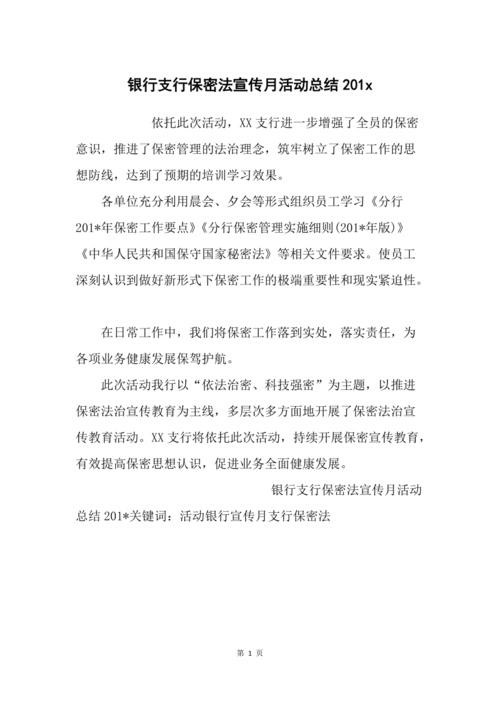 银行支行保密法宣传月活动总结 201x
依托此次活动，XX 支行进一步增强了全员的保密
意识，推进了保密管理的法治理念，筑牢树立了保密工作的思
想防线，达到了预期的培训学习效果。
各单位充分利用晨会、夕会等形式组织员工学习《分行
201*年保密工作要点》《分行保密管理实施细则(201*年版)》
《中华人民共和国保守国家秘密法》等相关文件要求。使员工
深刻认识到做好新形式下保密工作的极端重要性和现实紧迫性。
在日常工作中，我们将保密工作落到实处，落实责任，为
各项业务健康发展保驾护航。
此次活动我行以“依法治密、科技强密”为主题，以推进
保密法治宣传教育为主线，多层次多方面地开展了保密法治宣
传教育活动。XX 支行将依托此次活动，持续开展保密宣传教育，
有效提高保密思想认识，促进业务全面健康发展。
银行支行保密法宣传月活动
总结 201*关键词：活动银行宣传月支行保密法
第 1 页